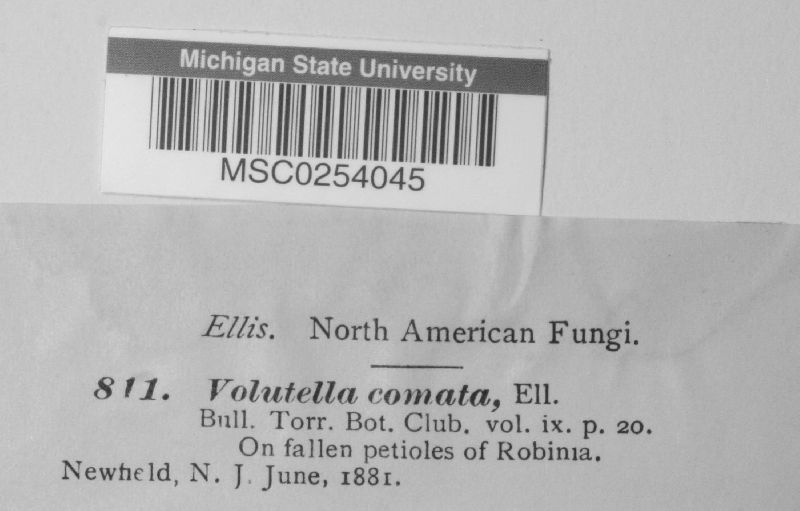 Michigan State University
MSC0254045
Ellis. North American Fungi.
811. Volutella comata, Ell.
Bull. Torr. Bot. Club. vol. ix. p. 20.
On fallen petioles of Robinia.
Newfield, N. J. June, 1881.